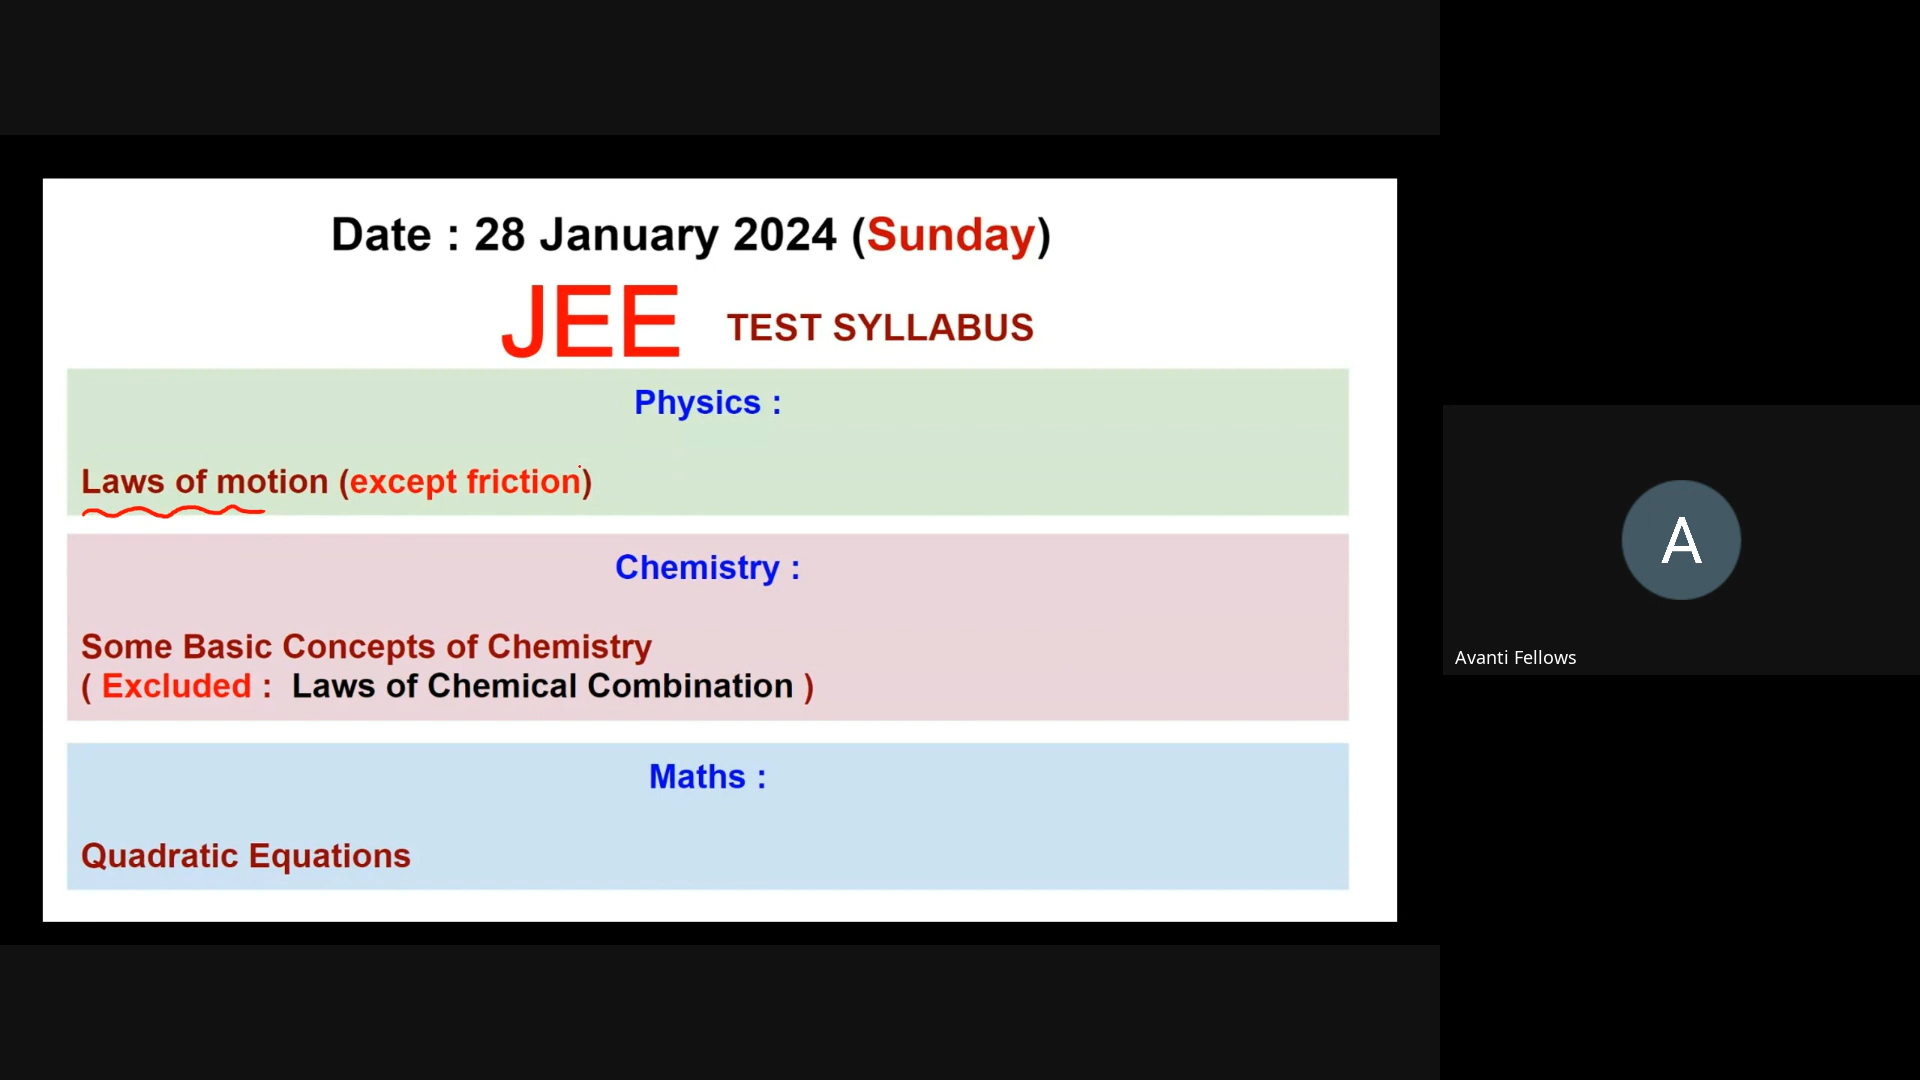 Date : 28 January 2024 (Sunday)
JEE TEST SYLLABUS
Physics :
Laws of motion (except friction)
Chemistry :
Some Basic Concepts of Chemistry
( Excluded : Laws of Chemical Combination )
Maths :
Quadratic Equations
A
Avanti Fellows